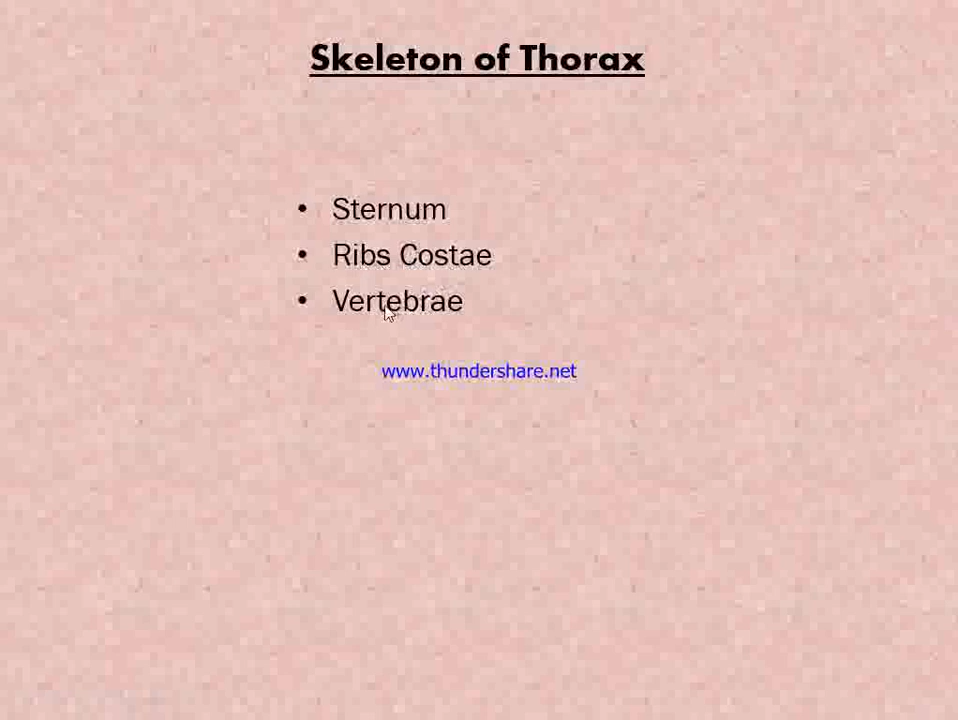 Skeleton of Thorax
• Sternum
• Ribs Costae
• Vertebrae
www.thundershare.net